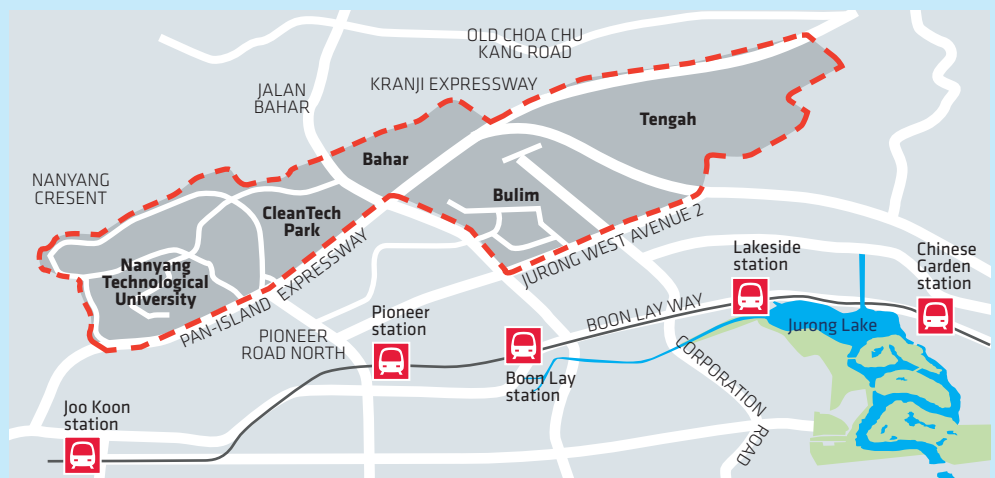 OLD CHOA CHU
KANG ROAD
KRANJI EXPRESSWAY
JALAN
BAHAR
Tengah
Bahar
NANYANG
CRESENT
Bulim
CleanTech
Park
JURONG WEST AVENUE 2
Nanyang
Technological
University
PAN-ISLAND EXPRESSWAY
Lakeside
station
Chinese
Garden
station
Pioneer
station
BOON LAY WAY
Jurong Lake
PIONEER
ROAD NORTH
Boon Lay
station
CORPORATION ROAD
Joo Koon
station